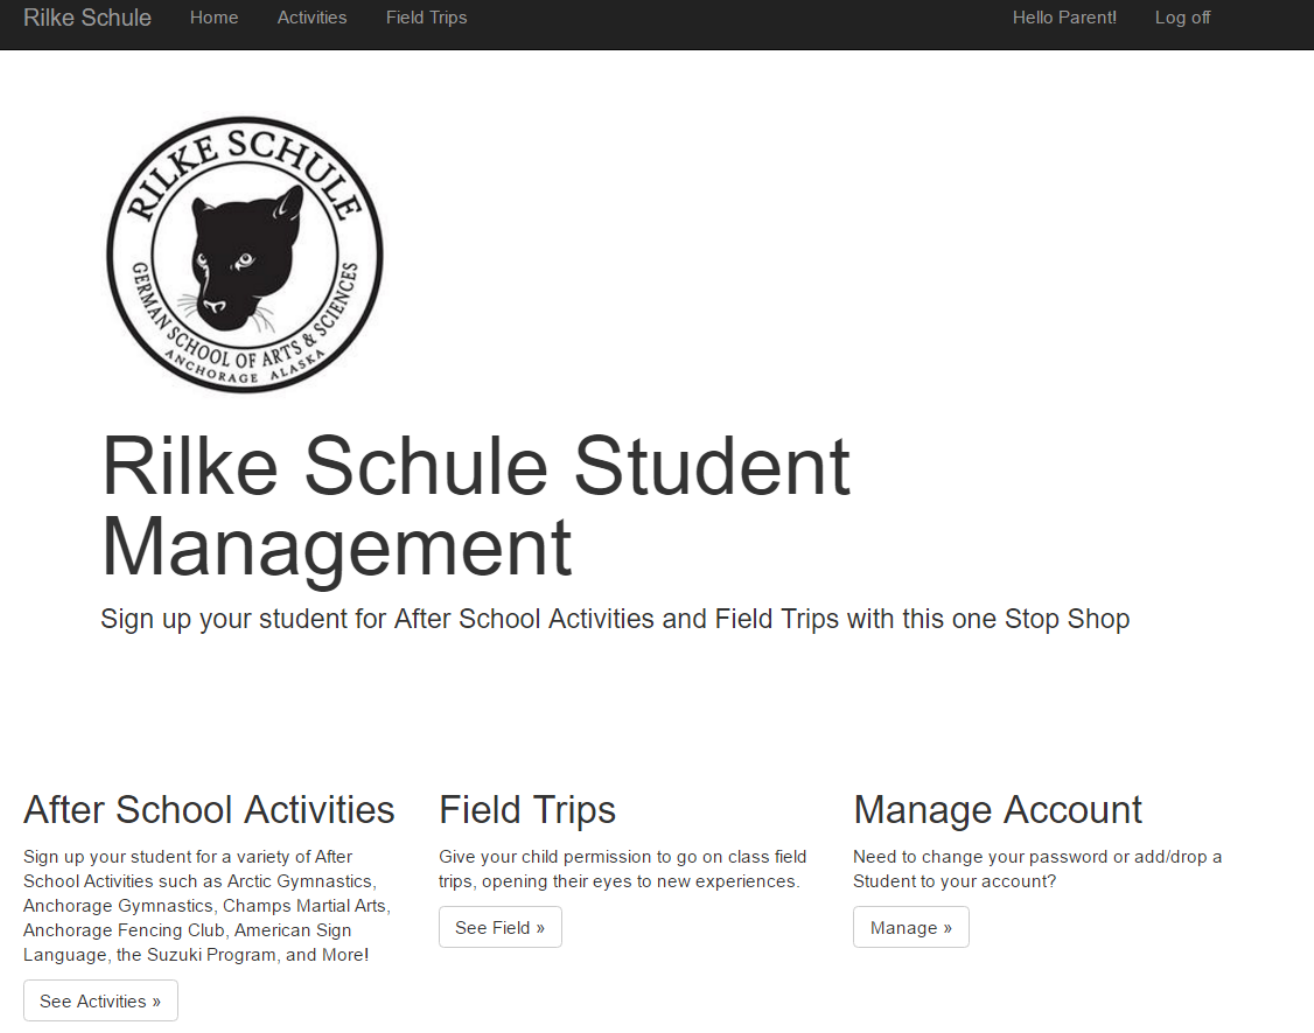 Rilke Schule Home Activities Field Trips Hello Parent! Log off
RILKE SCHULE
GERMAN SCHOOL OF ARTS & SCIENCES
ANCHORAGE ALASKA
Rilke Schule Student
Management
Sign up your student for After School Activities and Field Trips with this one Stop Shop
After School Activities
Sign up your student for a variety of After
School Activities such as Arctic Gymnastics,
Anchorage Gymnastics, Champs Martial Arts,
Anchorage Fencing Club, American Sign
Language, the Suzuki Program, and More!
See Activities »
Field Trips
Give your child permission to go on class field
trips, opening their eyes to new experiences.
See Field »
Manage Account
Need to change your password or add/drop a
Student to your account?
Manage »